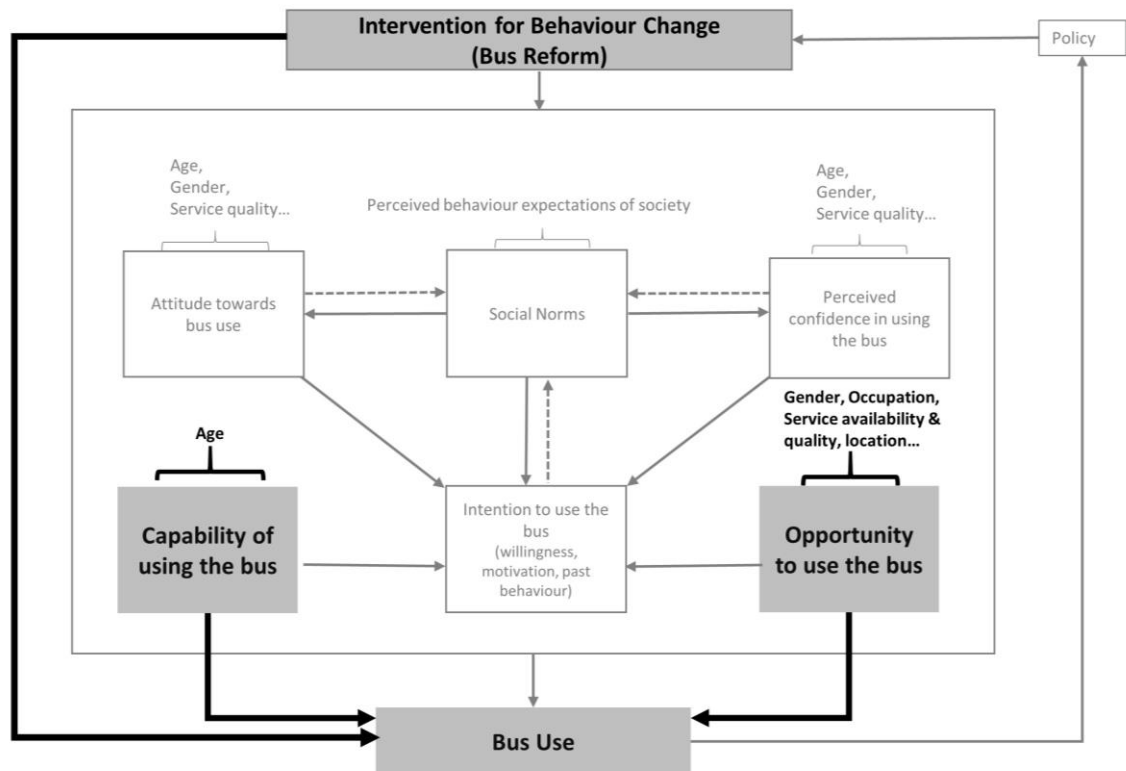 Intervention for Behaviour Change
(Bus Reform)
Policy
Age,
Gender,
Service quality...
Perceived behaviour expectations of society
Age,
Gender,
Service quality...
Attitude towards
bus use
Social Norms
Perceived
confidence in using
the bus
Age
Gender, Occupation,
Service availability &
quality, location...
Capability of
using the bus
Intention to use the
bus
(willingness,
motivation, past
behaviour)
Opportunity
to use the bus
Bus Use